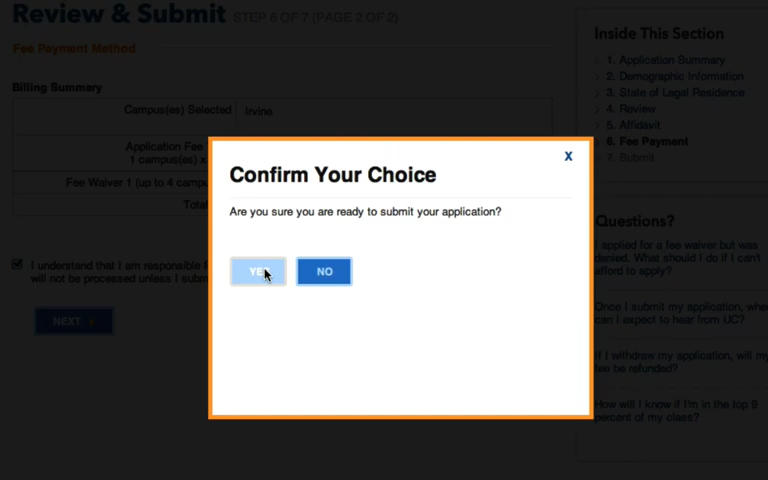 Review & Submit STEP 6 OF 7 (PAGE 2 OF 2)
Fee Payment Method
Billing Summary
Campus(es) Selected Irvine
Application Fee
1 campus(es) x
Fee Waiver 1 (up to 4 camp
Total
I understand that I am responsible f
will not be processed unless I subm
NEXT
Confirm Your Choice
X
Are you sure you are ready to submit your application?
YES
NO
Inside This Section
1. Application Summary
2. Demographic Information
3. State of Legal Residence
4. Review
5. Affidavit
6. Fee Payment
7. Submit
Questions?
I applied for a fee waiver but was
denied. What should I do if I can't
afford to apply?
Once I submit my application, whe
can I expect to hear from UC?
If I withdraw my application, will my
fee be refunded?
How will I know if I'm in the top 9
percent of my class?